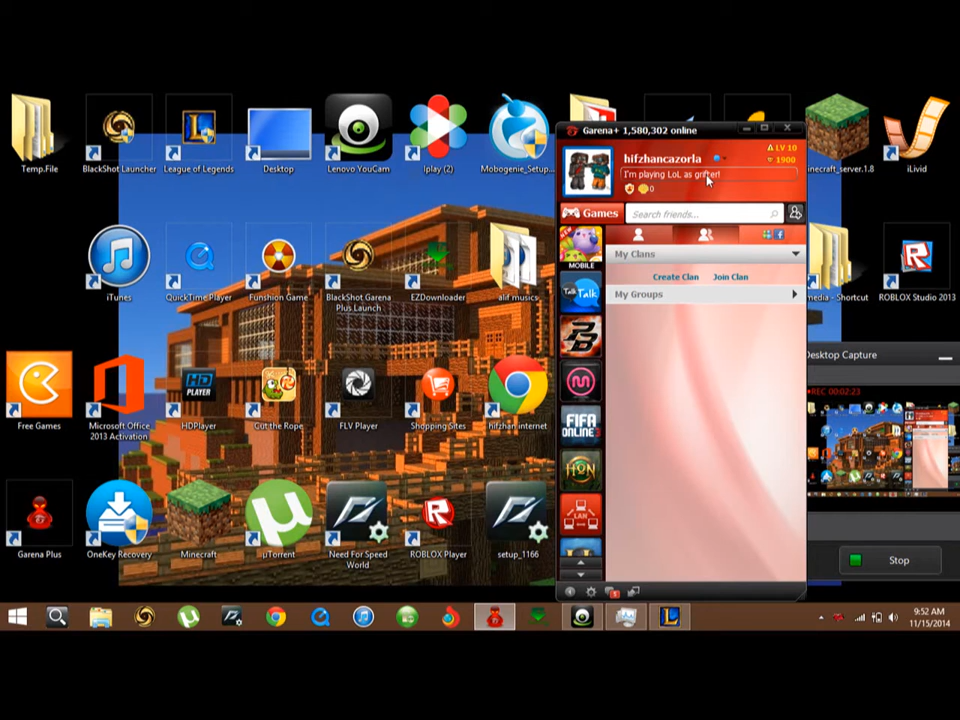 Temp.File
BlackShot Launcher
League of Legends
Desktop
Lenovo YouCam
Iplay (2)
Mobogenie_Setup...
minecraft_server.1.8
iLivid
Garena+ 1,580,302 online
hifzhancazorla
LV 10
1900
I'm playing LoL as grifter!
0
Games
Search friends...
MOBILE
My Clans
Create Clan
Join Clan
My Groups
Talk Talk
FIFA
ONLINE 3
HON
LAN
iTunes
QuickTime Player
Funshion Game
BlackShot Garena
Plus Launch
EZDownloader
alif musics
media - Shortcut
ROBLOX Studio 2013
Free Games
Microsoft Office
2013 Activation
HD
PLAYER
HDPlayer
Cut the Rope
FLV Player
Shopping Sites
hifzhan internet
Desktop Capture
REC 00:02:23
Garena Plus
OneKey Recovery
Minecraft
µTorrent
Need For Speed
World
ROBLOX Player
setup_1166
Stop
9:52 AM
11/15/2014